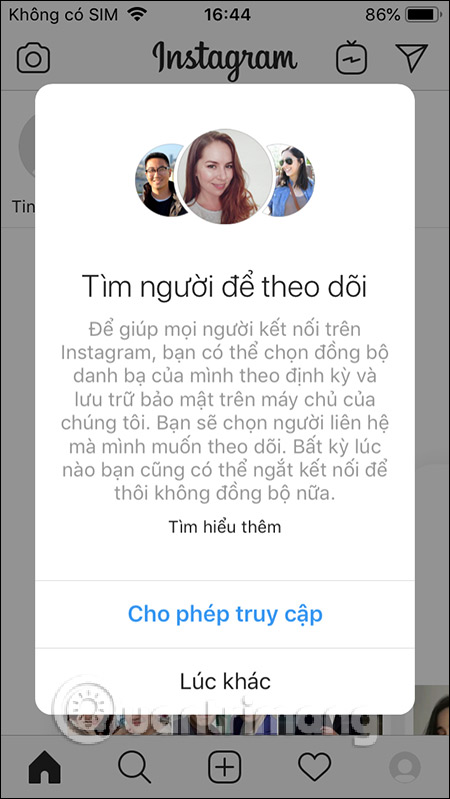 Không có SIM 16:44 86%
Instagram
Tin
Tìm người để theo dõi
Để giúp mọi người kết nối trên
Instagram, bạn có thể chọn đồng bộ
danh bạ của mình theo định kỳ và
lưu trữ bảo mật trên máy chủ của
chúng tôi. Bạn sẽ chọn người liên hệ
mà mình muốn theo dõi. Bất kỳ lúc
nào bạn cũng có thể ngắt kết nối để
thôi không đồng bộ nữa.
Tìm hiểu thêm
Cho phép truy cập
Lúc khác
Quantrimang